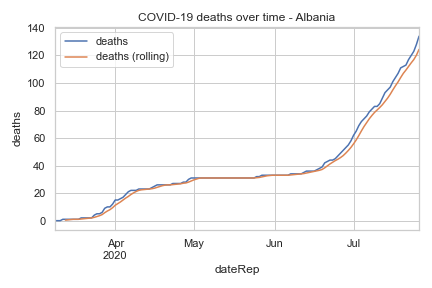 COVID-19 deaths over time - Albania
deaths
deaths (rolling)
deaths
140
120
100
80
60
40
20
0
Apr
2020
May
Jun
Jul
dateRep